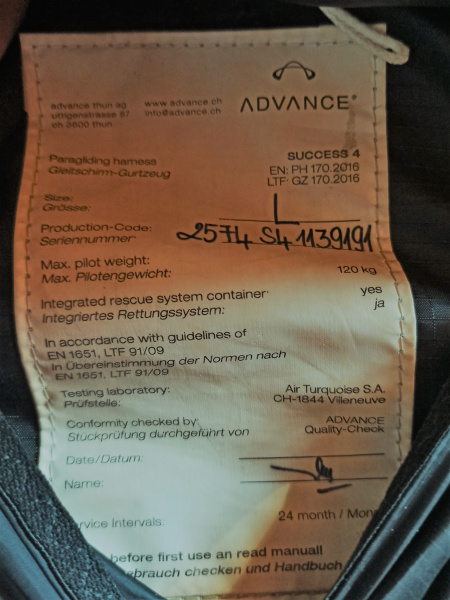 ADVANCE
advance thun ag www.advance.ch
uttigenstrasse 87 info@advance.ch
ch 3600 thun
Paragliding harness SUCCESS 4
Gleitschirm-Gurtzeug EN: PH 170.2016
LTF: GZ 170.2016
Size: L
Grösse:
Production-Code: 2574 S4 1139191
Seriennummer:
Max. pilot weight: 120 kg
Max. Pilotengewicht:
Integrated rescue system container: yes
Integriertes Rettungssystem: ja
In accordance with guidelines of
EN 1651, LTF 91/09
In Übereinstimmung der Normen nach
EN 1651, LTF 91/09
Testing laboratory: Air Turquoise S.A.
Prüfstelle: CH-1844 Villeneuve
Conformity checked by: ADVANCE
Stückprüfung durchgeführt von Quality-Check
Date/Datum:
Name:
rvice Intervals: 24 month / Mon
before first use an read manuall
ebrauch checken und Handbuch